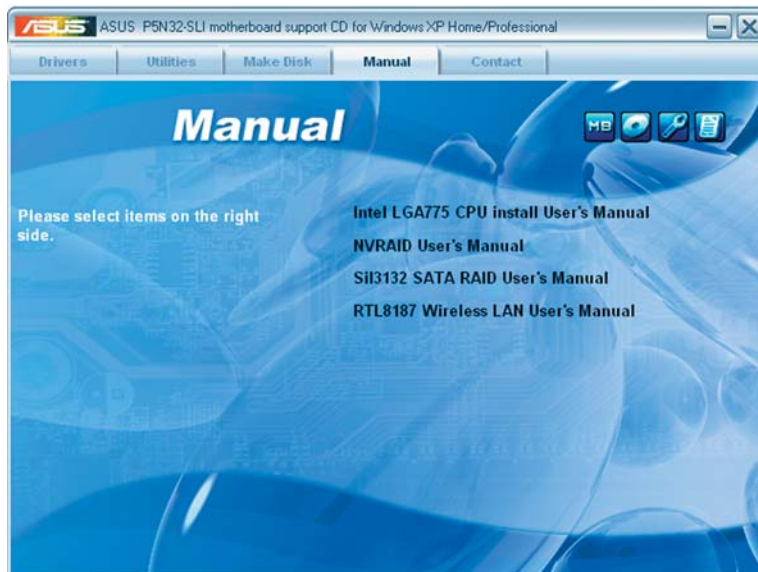 ASUS ASUS P5N32-SLI motherboard support CD for Windows XP Home/Professional
Drivers Utilities Make Disk Manual Contact
Manual
MB
Please select items on the right
side.
Intel LGA775 CPU install User's Manual
NVRAID User's Manual
Sil3132 SATA RAID User's Manual
RTL8187 Wireless LAN User's Manual